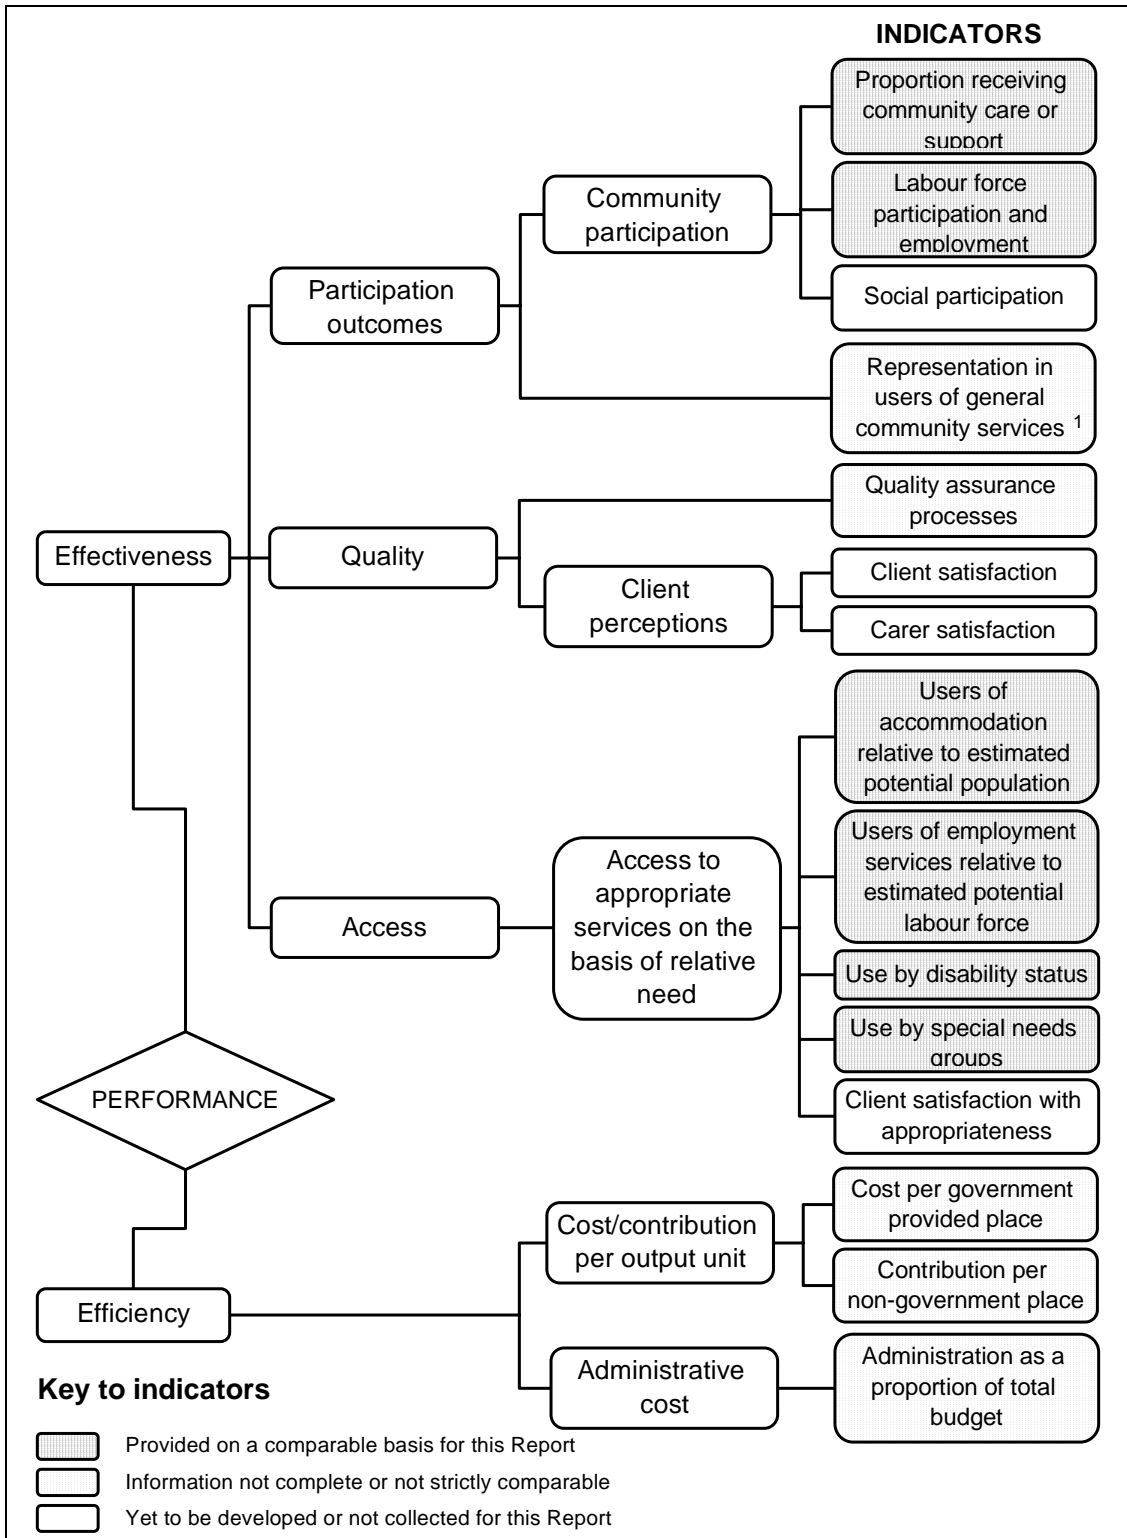 INDICATORS
Proportion receiving
community care or
support
Labour force
participation and
employment
Social participation
Representation in
users of general
community services 1
Community
participation
Participation
outcomes
Quality assurance
processes
Effectiveness
Quality
Client
perceptions
Client satisfaction
Carer satisfaction
Users of
accommodation
relative to estimated
potential population
Users of employment
services relative to
estimated potential
labour force
Access
Access to
appropriate
services on the
basis of relative
need
Use by disability status
Use by special needs
groups
Client satisfaction with
appropriateness
PERFORMANCE
Cost/contribution
per output unit
Cost per government
provided place
Contribution per
non-government place
Efficiency
Administrative
cost
Administration as a
proportion of total
budget
Key to indicators
Provided on a comparable basis for this Report
Information not complete or not strictly comparable
Yet to be developed or not collected for this Report